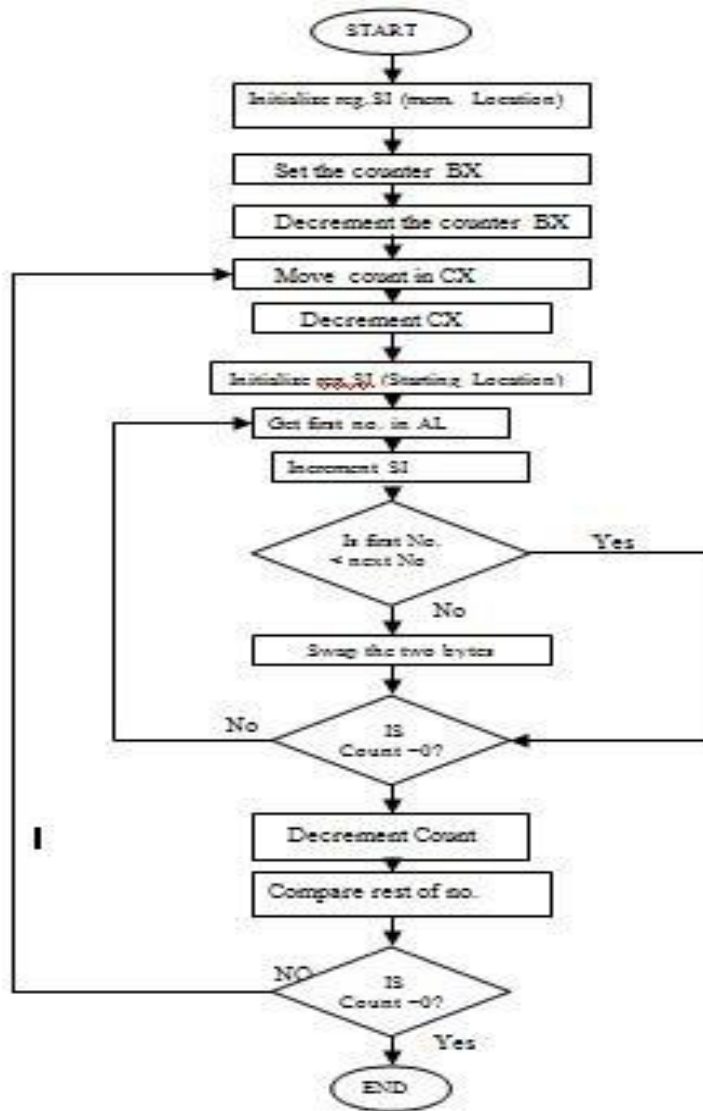 START
Initialize reg.SI (mem. Location)
Set the counter BX
Decrement the counter BX
Move count in CX
Decrement CX
Initialize reg. SI (Starting Location)
Get first no. in AL
Increment SI
Is first No.
< next No
Yes
No
Swap the two bytes
No
IS
Count =0?
Decrement Count
Compare rest of no.
NO
IS
Count =0?
Yes
END